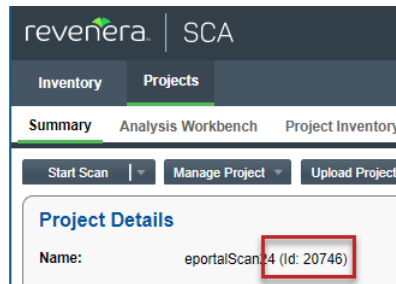 revenera. SCA
Inventory Projects
Summary Analysis Workbench Project Inventory
Start Scan Manage Project Upload Project
Project Details
Name: eportalScan24 (Id: 20746)